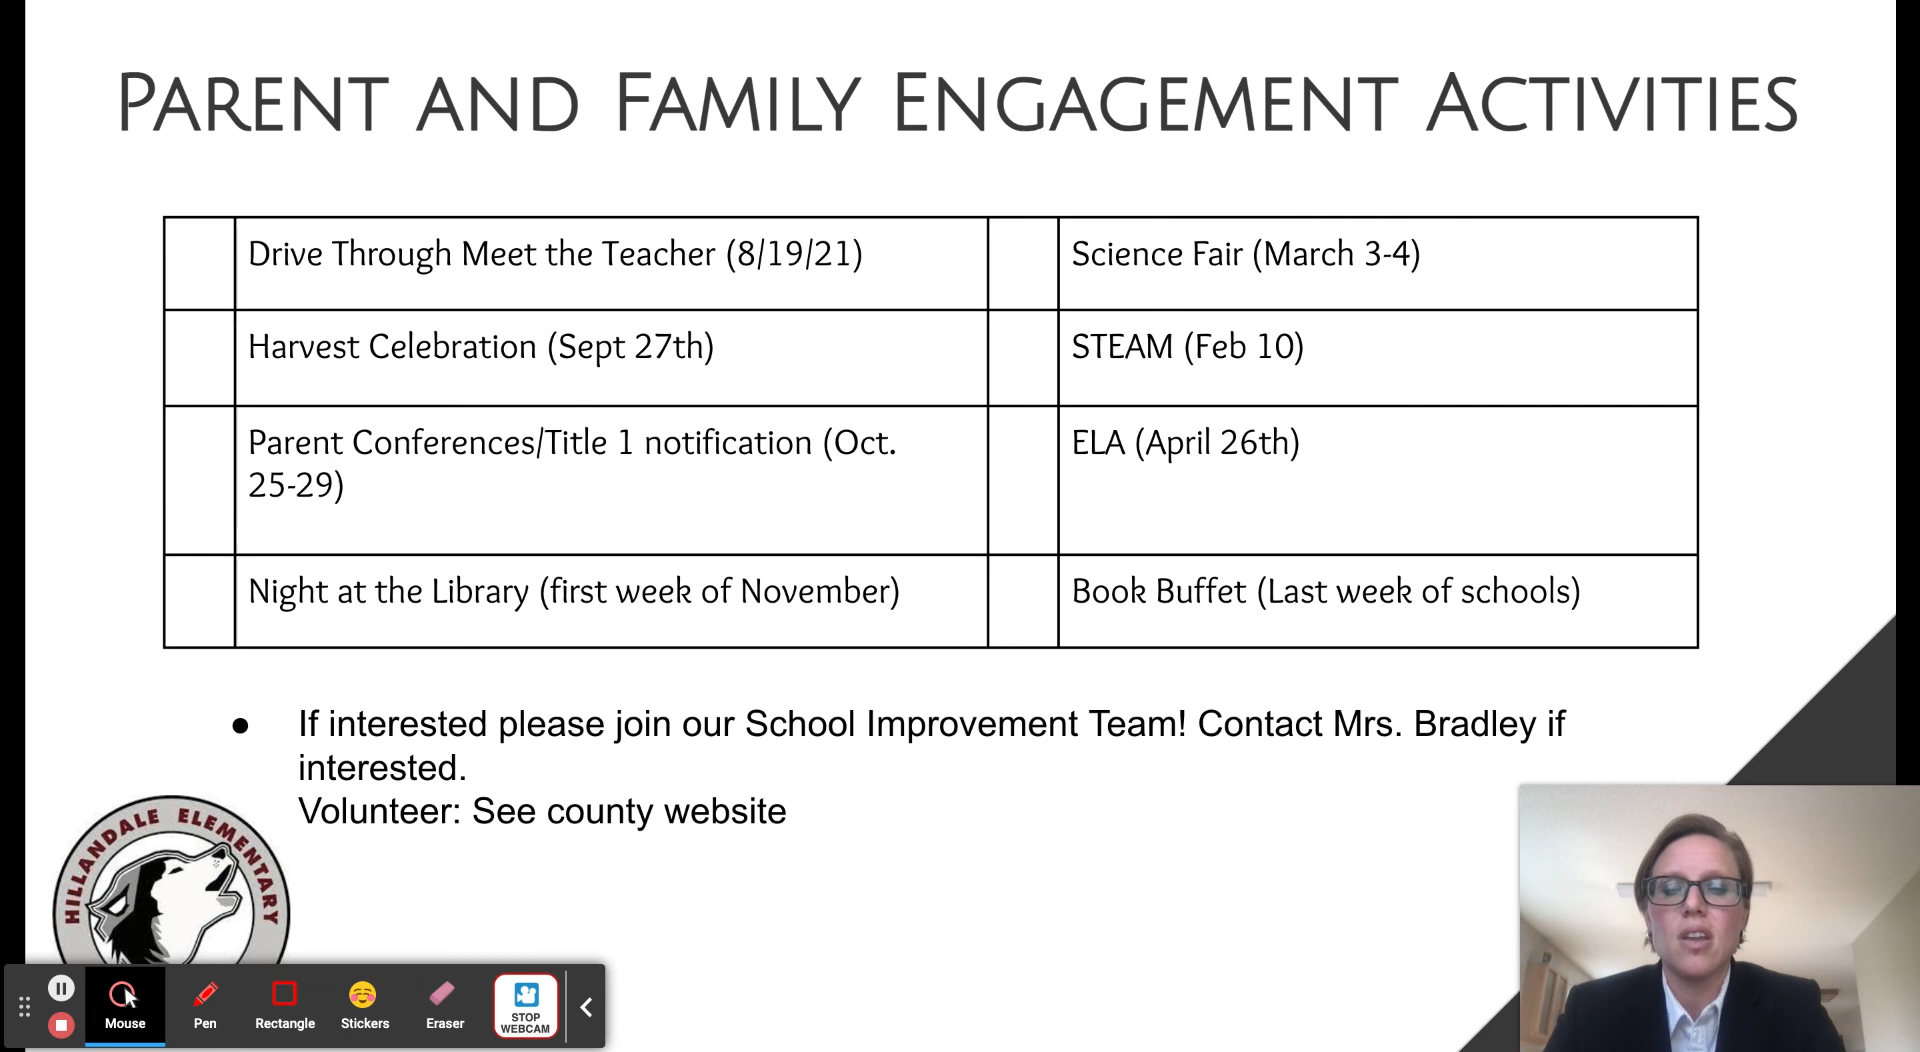 Parent and Family Engagement Activities
Drive Through Meet the Teacher (8/19/21)
Science Fair (March 3-4)
Harvest Celebration (Sept 27th)
STEAM (Feb 10)
Parent Conferences/Title 1 notification (Oct.
25-29)
ELA (April 26th)
Night at the Library (first week of November)
Book Buffet (Last week of schools)
● If interested please join our School Improvement Team! Contact Mrs. Bradley if
interested.
Volunteer: See county website
HILLANDALE ELEMENTARY
Mouse
Pen
Rectangle
Stickers
Eraser
STOP
WEBCAM